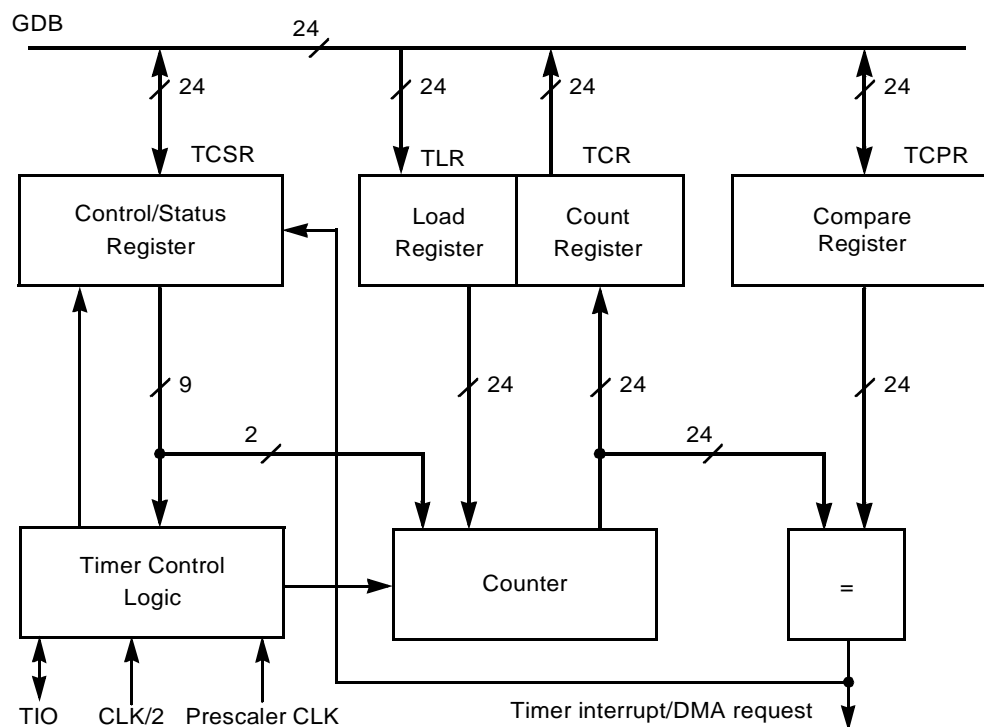 GDB
24
24
24
24
24
TCSR
TLR
TCR
TCPR
Control/Status
Register
Load
Register
Count
Register
Compare
Register
9
24
24
24
2
24
Timer Control
Logic
Counter
=
TIO
CLK/2
Prescaler CLK
Timer interrupt/DMA request